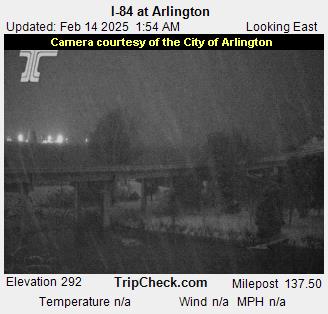 I-84 at Arlington
Updated: Feb 14 2025 1:54 AM Looking East
Camera courtesy of the City of Arlington
Elevation 292 TripCheck.com Milepost 137.50
Temperature n/a Wind n/a MPH n/a